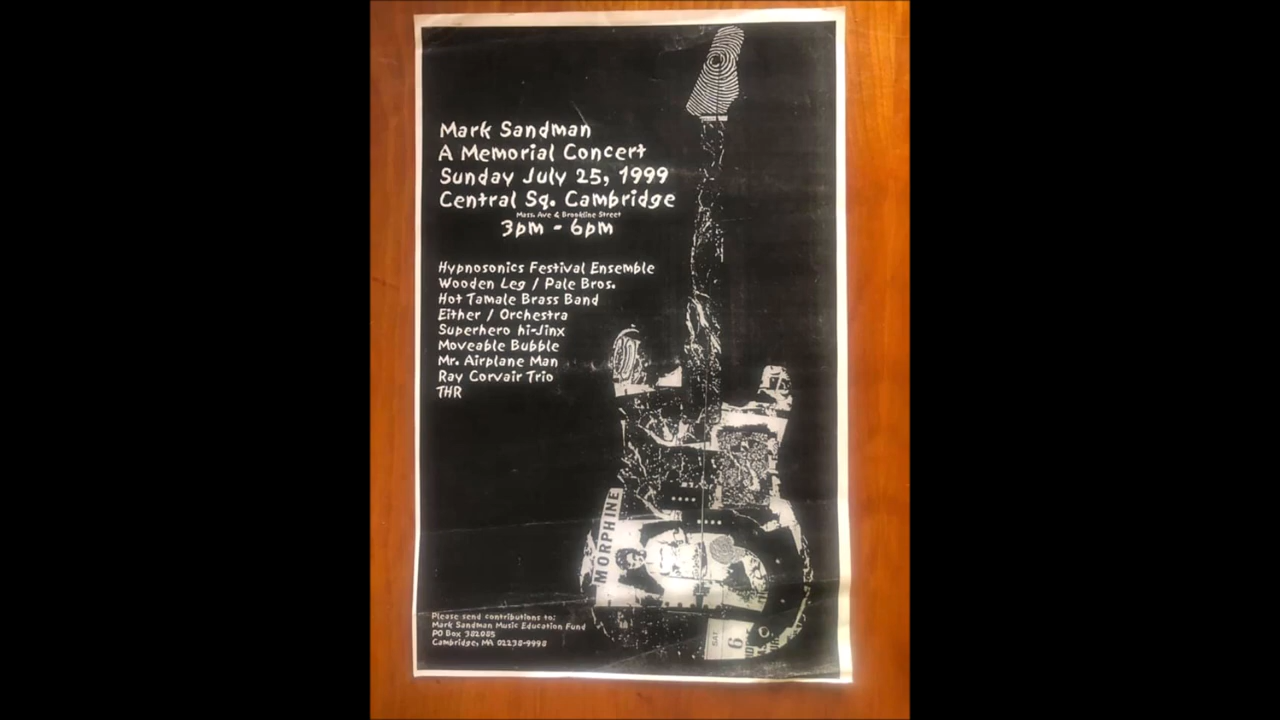 Mark Sandman
A Memorial Concert
Sunday July 25, 1999
Central Sq. Cambridge
Mass. Ave & Brookline Street
3pm - 6pm
Hypnosonics Festival Ensemble
Wooden Leg / Pale Bros.
Hot Tamale Brass Band
Either / Orchestra
Superhero hi-Jinx
Moveable Bubble
Mr. Airplane Man
Ray Corvair Trio
THR
MORPHINE
SAT
6
Please send contributions to:
Mark Sandman Music Education Fund
PO Box 382085
Cambridge, MA 02238-9998